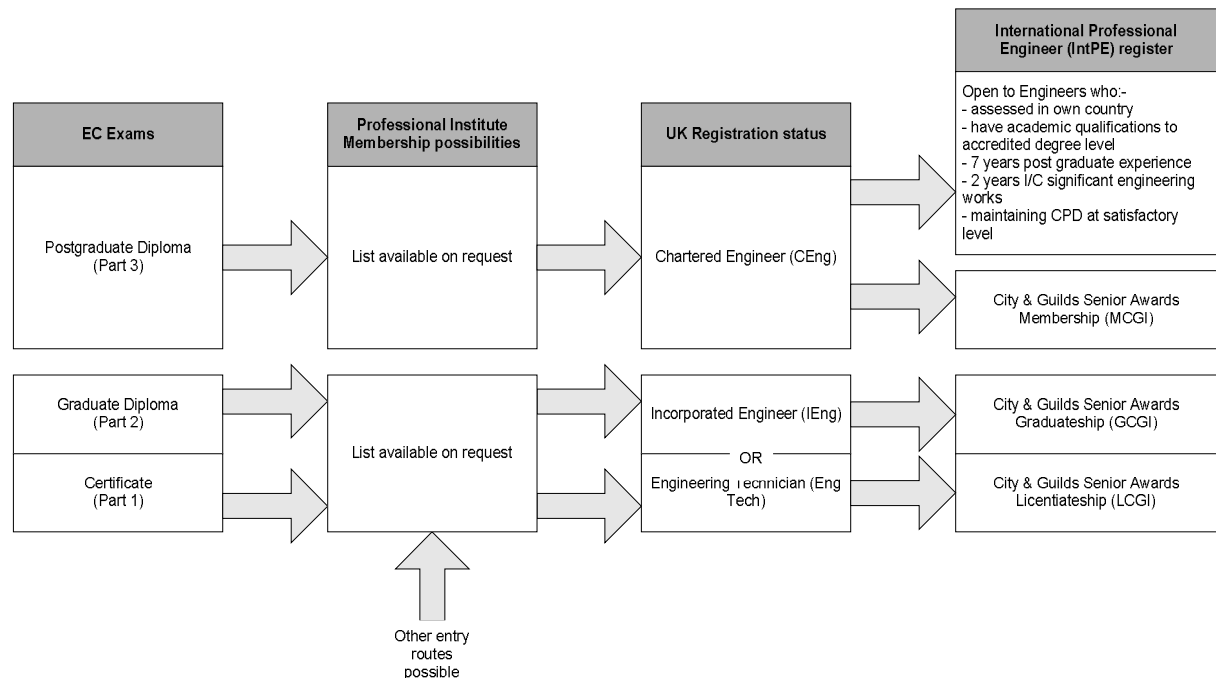 EC Exams
Postgraduate Diploma
(Part 3)
Graduate Diploma
(Part 2)
Certificate
(Part 1)
Professional Institute
Membership possibilities
List available on request
List available on request
Other entry
routes
possible
UK Registration status
Chartered Engineer (CEng)
Incorporated Engineer (IEng)
OR
Engineering Technician (Eng
Tech)
International Professional
Engineer (IntPE) register
Open to Engineers who:-
- assessed in own country
- have academic qualifications to
accredited degree level
- 7 years post graduate experience
- 2 years I/C significant engineering
works
- maintaining CPD at satisfactory
level
City & Guilds Senior Awards
Membership (MCGI)
City & Guilds Senior Awards
Graduateship (GCGI)
City & Guilds Senior Awards
Licentiateship (LCGI)